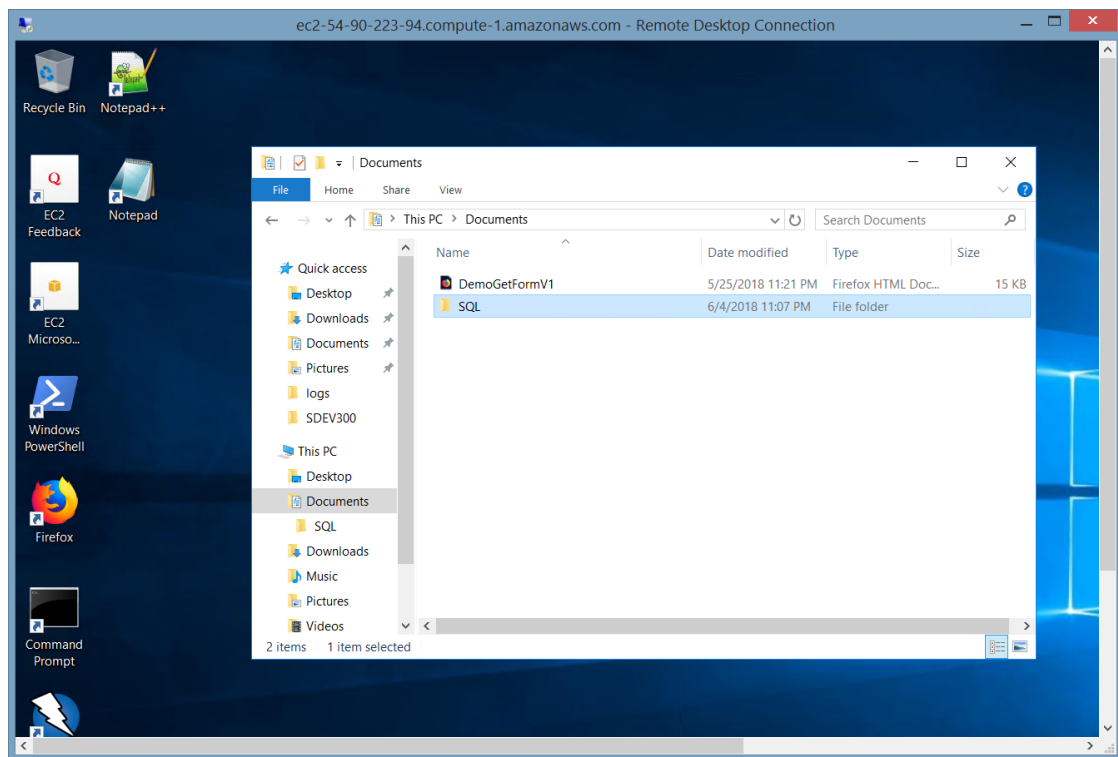 ec2-54-90-223-94.compute-1.amazonaws.com - Remote Desktop Connection
Recycle Bin
Notepad++
EC2
Feedback
Notepad
EC2
Microso...
Windows
PowerShell
Firefox
Command
Prompt
Documents
File Home Share View
This PC > Documents
Search Documents
Name Date modified Type Size
DemoGetFormV1 5/25/2018 11:21 PM Firefox HTML Doc... 15 KB
SQL 6/4/2018 11:07 PM File folder
Quick access
Desktop
Downloads
Documents
Pictures
logs
SDEV300
This PC
Desktop
Documents
SQL
Downloads
Music
Pictures
Videos
2 items 1 item selected